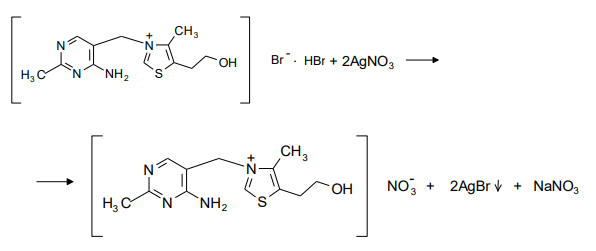 CH₃
N N⁺
OH Br⁻ · HBr + 2AgNO₃
H₃C N NH₂ S
CH₃
N N⁺
OH NO₃⁻ + 2AgBr↓ + NaNO₃
H₃C N NH₂ S